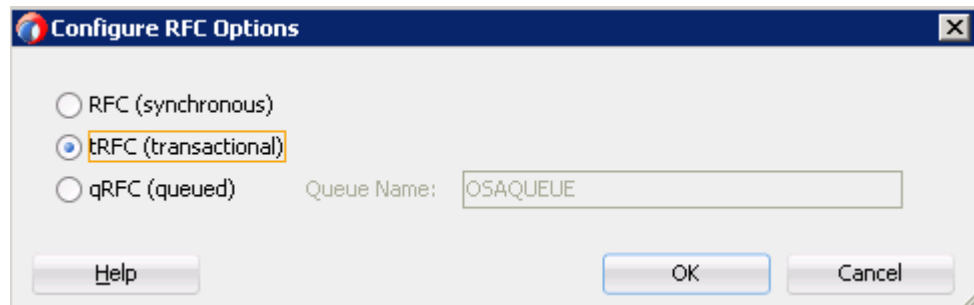 Configure RFC Options
RFC (synchronous)
tRFC (transactional)
qRFC (queued) Queue Name: OSAQUEUE
Help OK Cancel